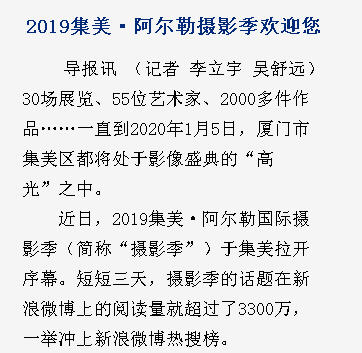 2019集美·阿尔勒摄影季欢迎您
导报讯 （记者 李立宇 吴舒远）
30场展览、55位艺术家、2000多件作
品……一直到2020年1月5日，厦门市
集美区都将处于影像盛典的“高
光”之中。
近日，2019集美·阿尔勒国际摄
影季（简称“摄影季”）于集美拉开
序幕。短短三天，摄影季的话题在新
浪微博上的阅读量就超过了3300万，
一举冲上新浪微博热搜榜。